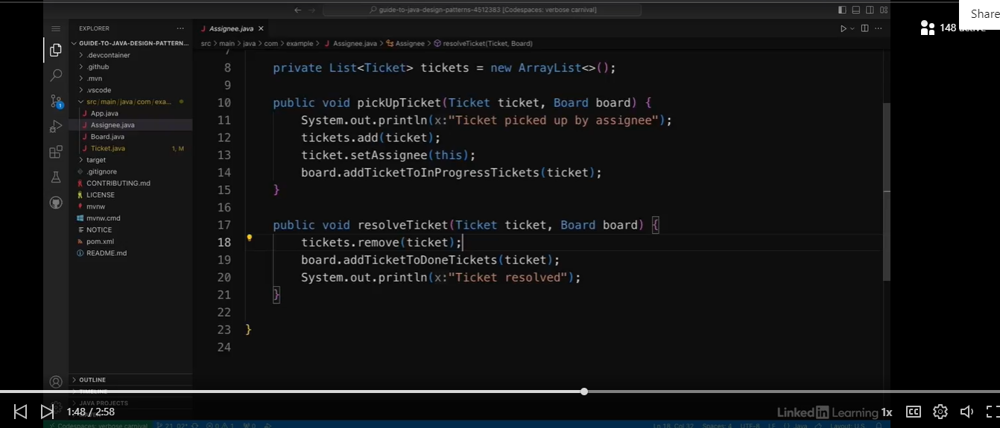 guide-to-java-design-patterns-4512383 [Codespaces: verbose carnival]
Share
148 active
EXPLORER
GUIDE-TO-JAVA-DESIGN-PATTERN...
.devcontainer
.github
.mvn
.vscode
src / main / java / com / exa...
App.java
Assignee.java
Board.java
Ticket.java 1, M
target
.gitignore
CONTRIBUTING.md
LICENSE
mvnw
mvnw.cmd
NOTICE
pom.xml
README.md
OUTLINE
TIMELINE
JAVA PROJECTS
Assignee.java
src > main > java > com > example > Assignee.java > Assignee > resolveTicket(Ticket, Board)
7
8 private List<Ticket> tickets = new ArrayList<>();
9
10 public void pickUpTicket(Ticket ticket, Board board) {
11 System.out.println(x:"Ticket picked up by assignee");
12 tickets.add(ticket);
13 ticket.setAssignee(this);
14 board.addTicketToInProgressTickets(ticket);
15 }
16
17 public void resolveTicket(Ticket ticket, Board board) {
18 tickets.remove(ticket);
19 board.addTicketToDoneTickets(ticket);
20 System.out.println(x:"Ticket resolved");
21 }
22
23 }
24
1:48 / 2:58
LinkedIn Learning
1x
CC
Codespaces: verbose carnival
Ln 18, Col 32 Spaces: 4 UTF-8 LF {} Java Layout: U.S.